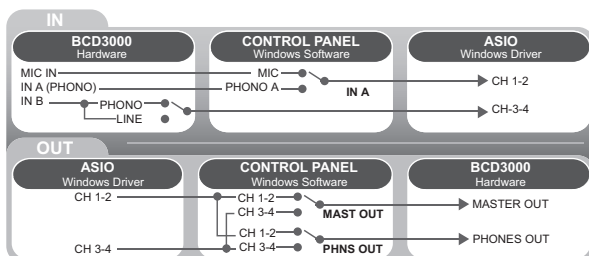 IN
BCD3000 CONTROL PANEL ASIO
Hardware Windows Software Windows Driver
MIC IN MIC
IN A (PHONO) PHONO A IN A CH 1-2
IN B PHONO CH-3-4
LINE
OUT
ASIO CONTROL PANEL BCD3000
Windows Driver Windows Software Hardware
CH 1-2 CH 1-2 MASTER OUT
CH 3-4 MAST OUT
CH 1-2 PHONES OUT
CH 3-4 CH 3-4 PHNS OUT